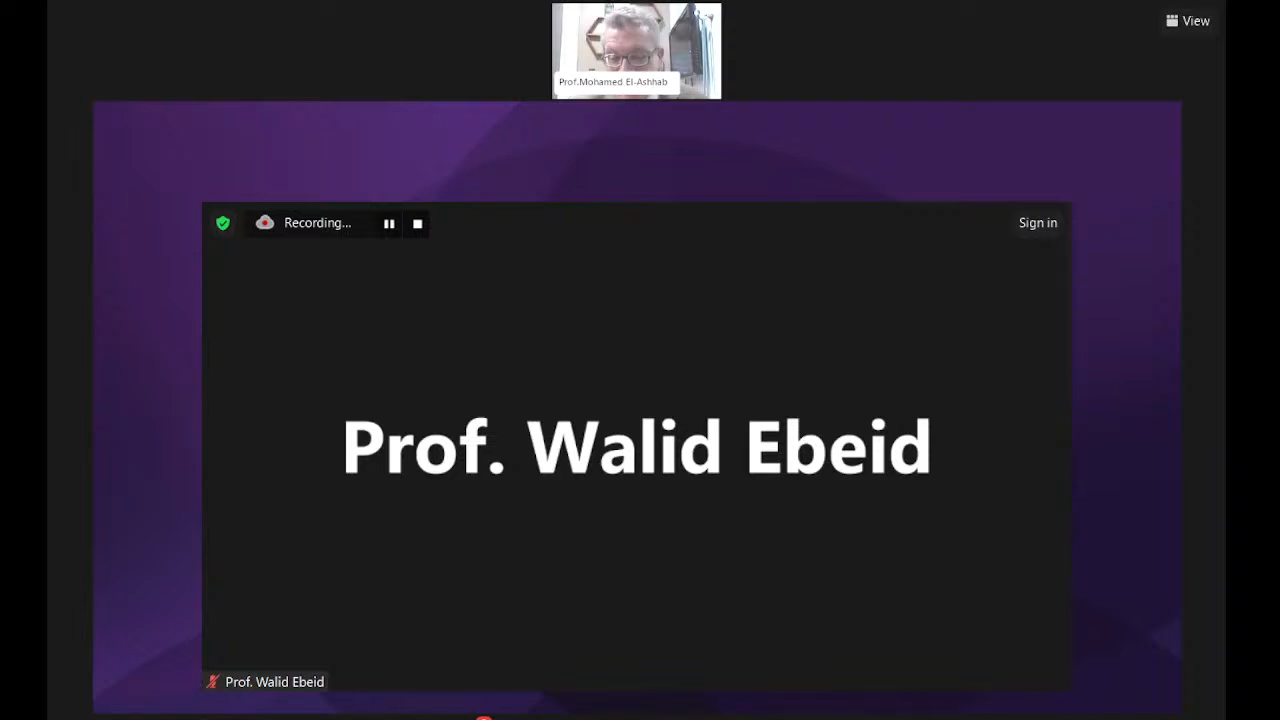 View
Prof.Mohamed El-Ashhab
Recording...
Sign in
Prof. Walid Ebeid
Prof. Walid Ebeid